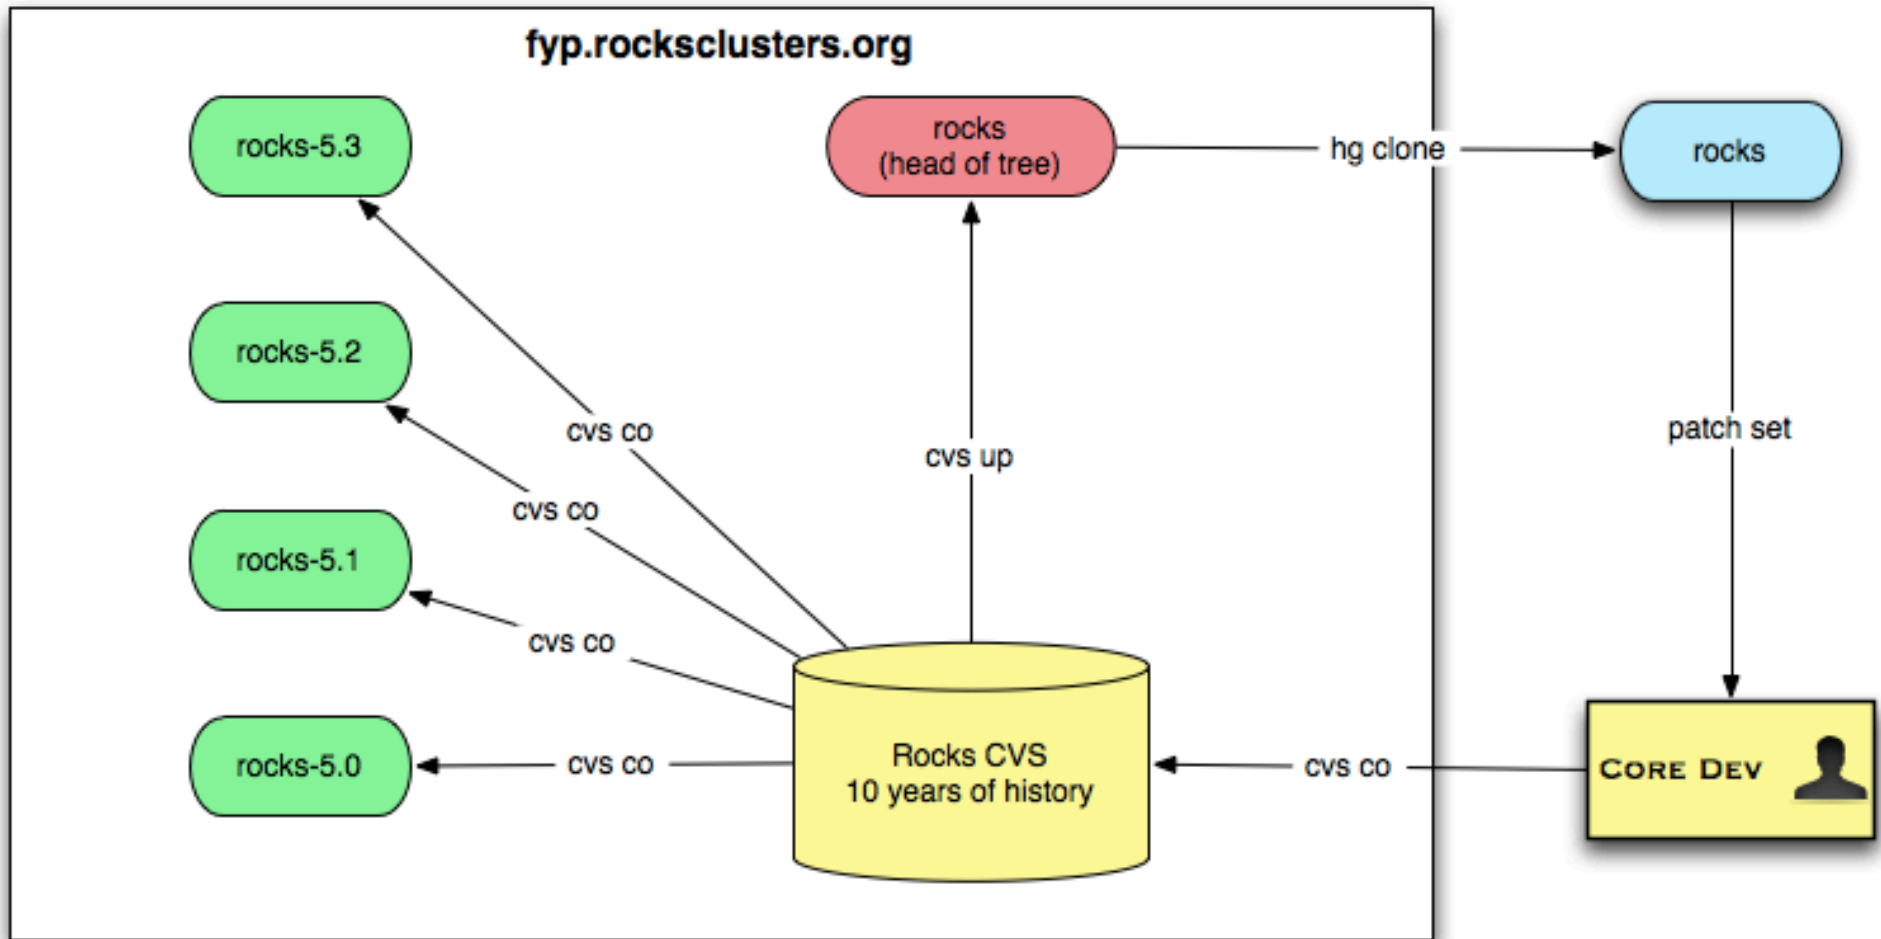 fyp.rocksclusters.org
rocks-5.3
rocks
(head of tree)
hg clone
rocks
rocks-5.2
cvs co
patch set
cvs up
cvs co
rocks-5.1
cvs co
rocks-5.0
cvs co
Rocks CVS
10 years of history
cvs co
CORE DEV